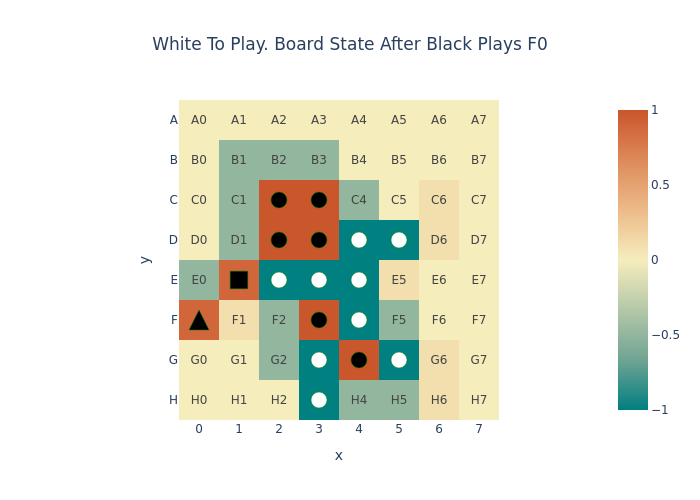 White To Play. Board State After Black Plays F0
A A0 A1 A2 A3 A4 A5 A6 A7
B B0 B1 B2 B3 B4 B5 B6 B7
C C0 C1 C4 C5 C6 C7
D D0 D1 D6 D7
E E0 E5 E6 E7
F F1 F2 F5 F6 F7
G G0 G1 G2 G6 G7
H H0 H1 H2 H4 H5 H6 H7
0 1 2 3 4 5 6 7
x
y
1
0.5
0
−0.5
−1